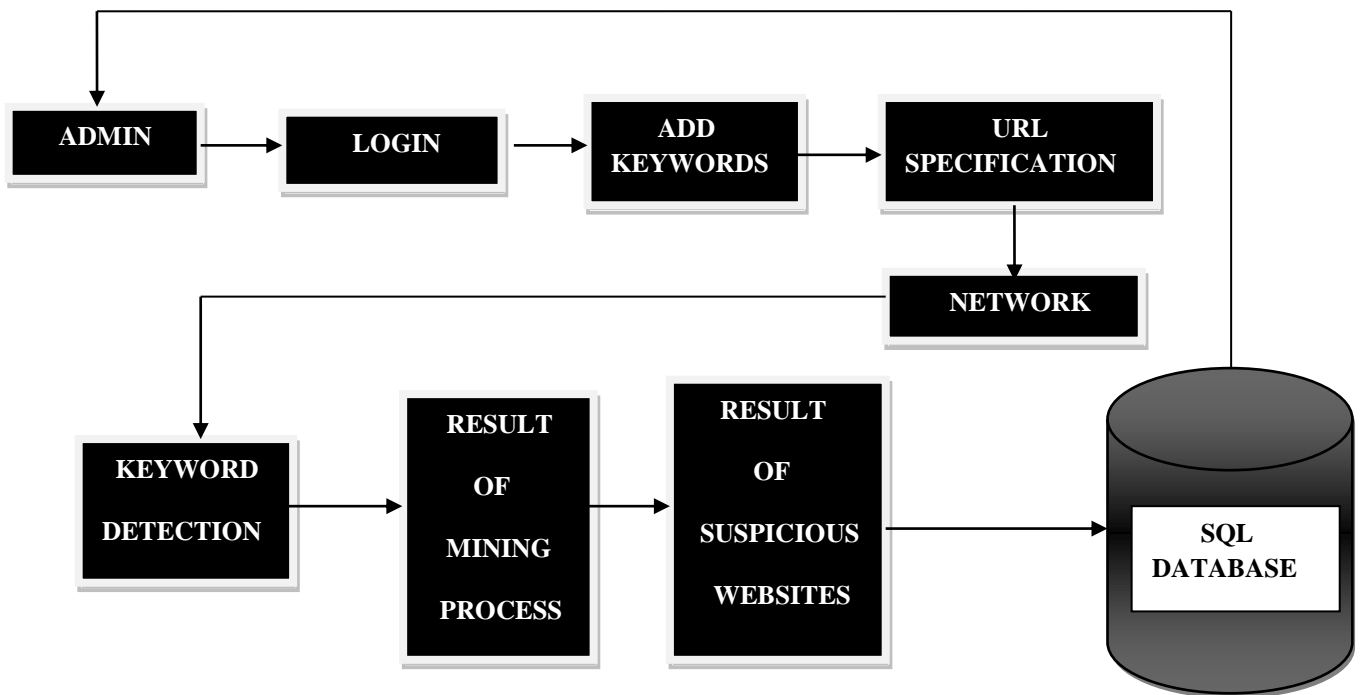 ADMIN
LOGIN
ADD
KEYWORDS
URL
SPECIFICATION
NETWORK
KEYWORD
DETECTION
RESULT
OF
MINING
PROCESS
RESULT
OF
SUSPICIOUS
WEBSITES
SQL
DATABASE